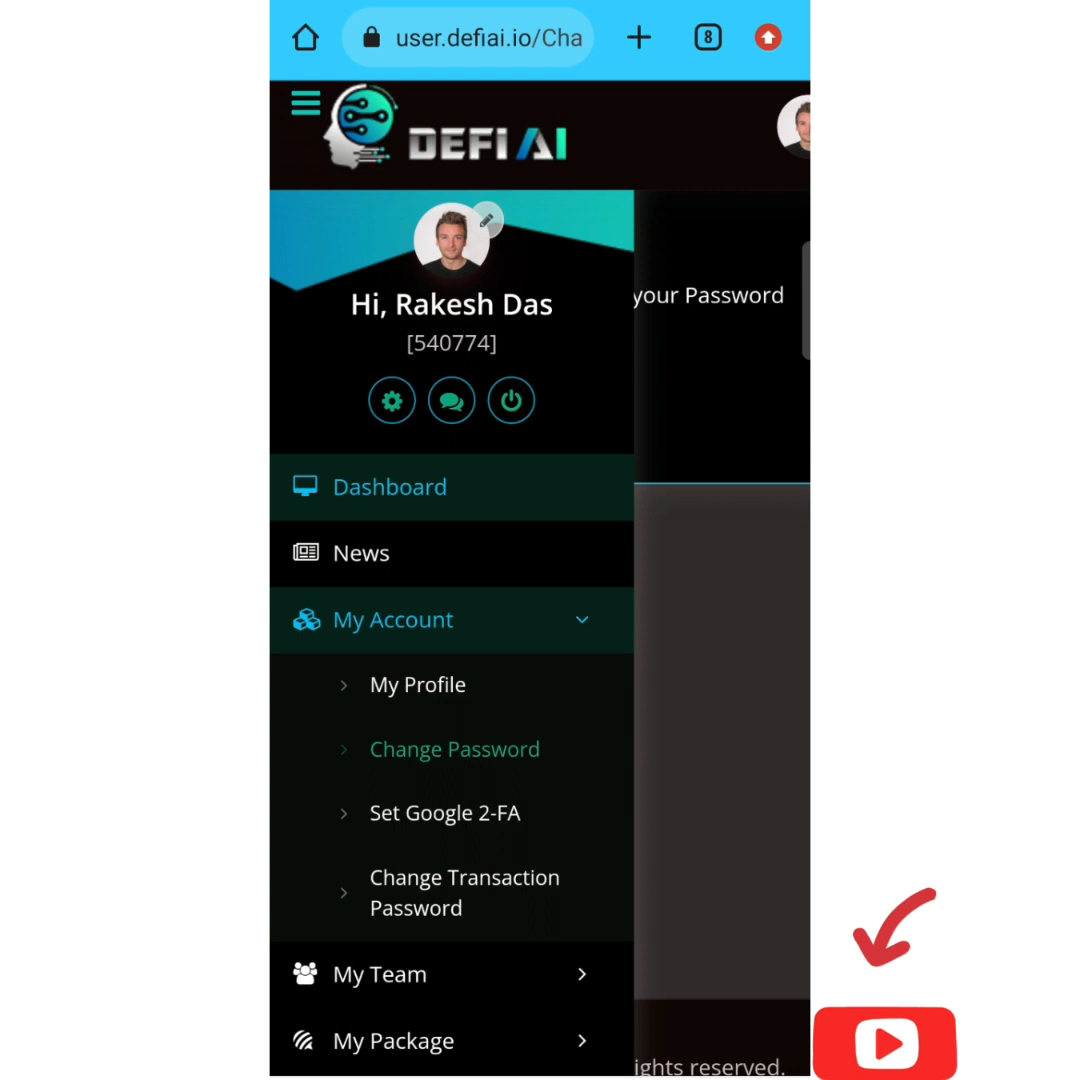 user.defiai.io/Cha
8
DEFI AI
Hi, Rakesh Das
[540774]
your Password
Dashboard
News
My Account
My Profile
Change Password
Set Google 2-FA
Change Transaction
Password
My Team
My Package
ights reserved.